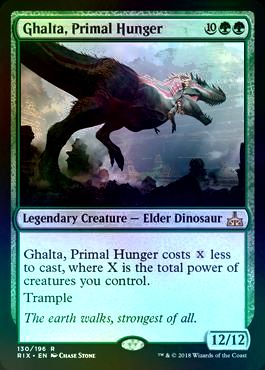 Ghalta, Primal Hunger 10
Legendary Creature — Elder Dinosaur
Ghalta, Primal Hunger costs X less
to cast, where X is the total power of
creatures you control.
Trample
The earth walks, strongest of all.
12/12
130/196 R
RIX • EN CHASE STONE
™ & © 2018 Wizards of the Coast